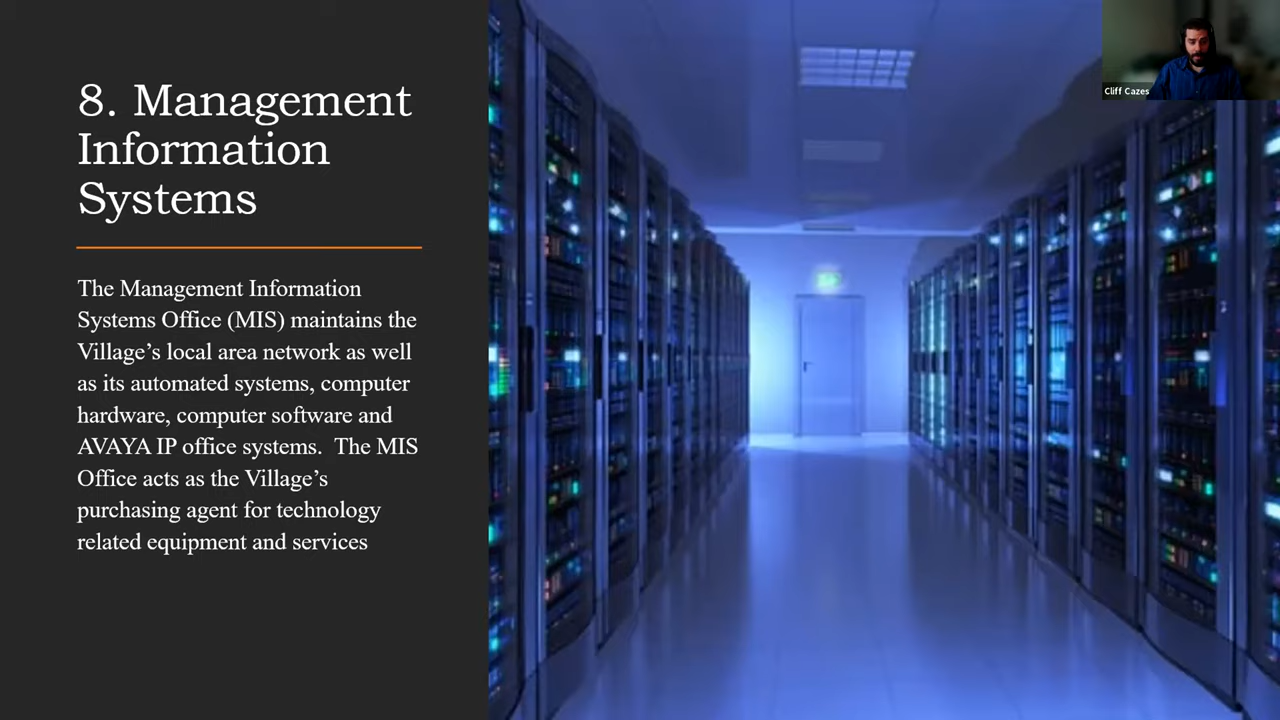 8. Management
Information
Systems
The Management Information
Systems Office (MIS) maintains the
Village’s local area network as well
as its automated systems, computer
hardware, computer software and
AVAYA IP office systems.  The MIS
Office acts as the Village’s
purchasing agent for technology
related equipment and services
Cliff Cazes